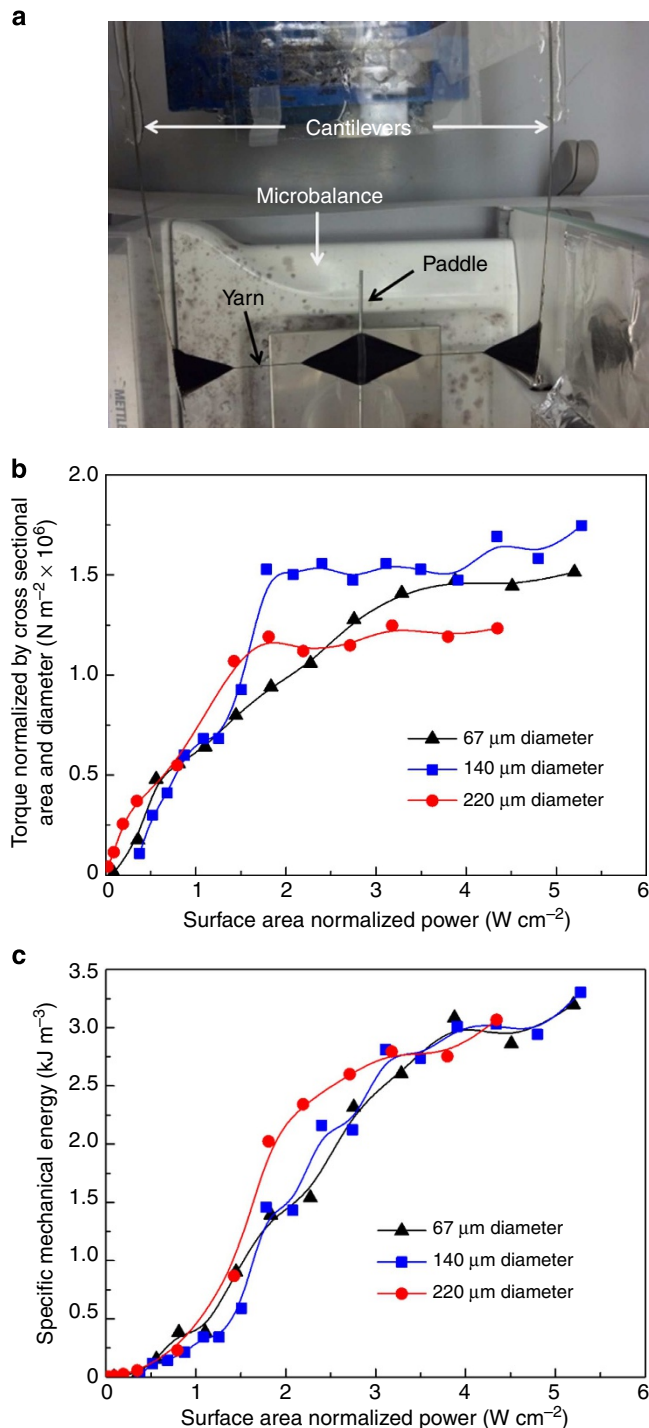 a
Cantilevers
Microbalance
Paddle
Yarn
METTL
b
Torque normalized by cross sectional
area and diameter (N m⁻² × 10⁶)
2.0
1.5
1.0
0.5
0
67 μm diameter
140 μm diameter
220 μm diameter
0 1 2 3 4 5 6
Surface area normalized power (W cm⁻²)
c
Specific mechanical energy (kJ m⁻³)
3.5
3.0
2.5
2.0
1.5
1.0
0.5
0
67 μm diameter
140 μm diameter
220 μm diameter
0 1 2 3 4 5 6
Surface area normalized power (W cm⁻²)